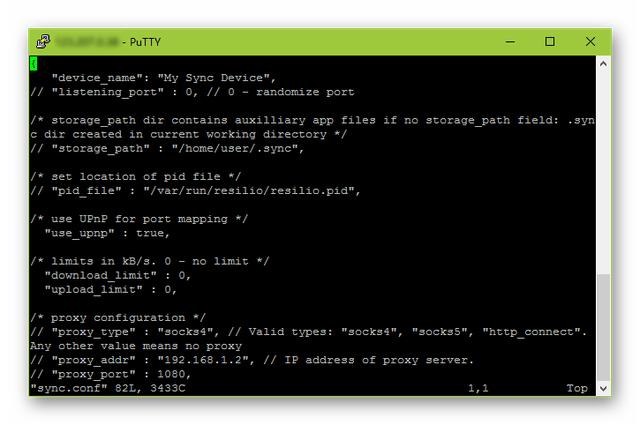 - PuTTY
{
"device_name": "My Sync Device",
// "listening_port" : 0, // 0 - randomize port
/* storage_path dir contains auxilliary app files if no storage_path field: .syn
c dir created in current working directory */
// "storage_path" : "/home/user/.sync",
/* set location of pid file */
// "pid_file" : "/var/run/resilio/resilio.pid",
/* use UPnP for port mapping */
"use_upnp" : true,
/* limits in kB/s. 0 - no limit */
"download_limit" : 0,
"upload_limit" : 0,
/* proxy configuration */
// "proxy_type" : "socks4", // Valid types: "socks4", "socks5", "http_connect".
Any other value means no proxy
// "proxy_addr" : "192.168.1.2", // IP address of proxy server.
// "proxy_port" : 1080,
"sync.conf" 82L, 3433C 1,1 Top